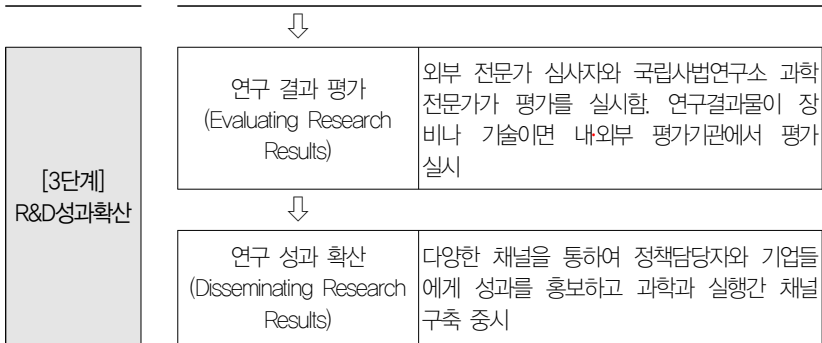 [3단계]
R&D성과확산
연구 결과 평가
(Evaluating Research
Results)
외부 전문가 심사자와 국립사법연구소 과학
전문가가 평가를 실시함. 연구결과물이 장
비나 기술이면 내·외부 평가기관에서 평가
실시
연구 성과 확산
(Disseminating Research
Results)
다양한 채널을 통하여 정책담당자와 기업들
에게 성과를 홍보하고 과학과 실행간 채널
구축 중시